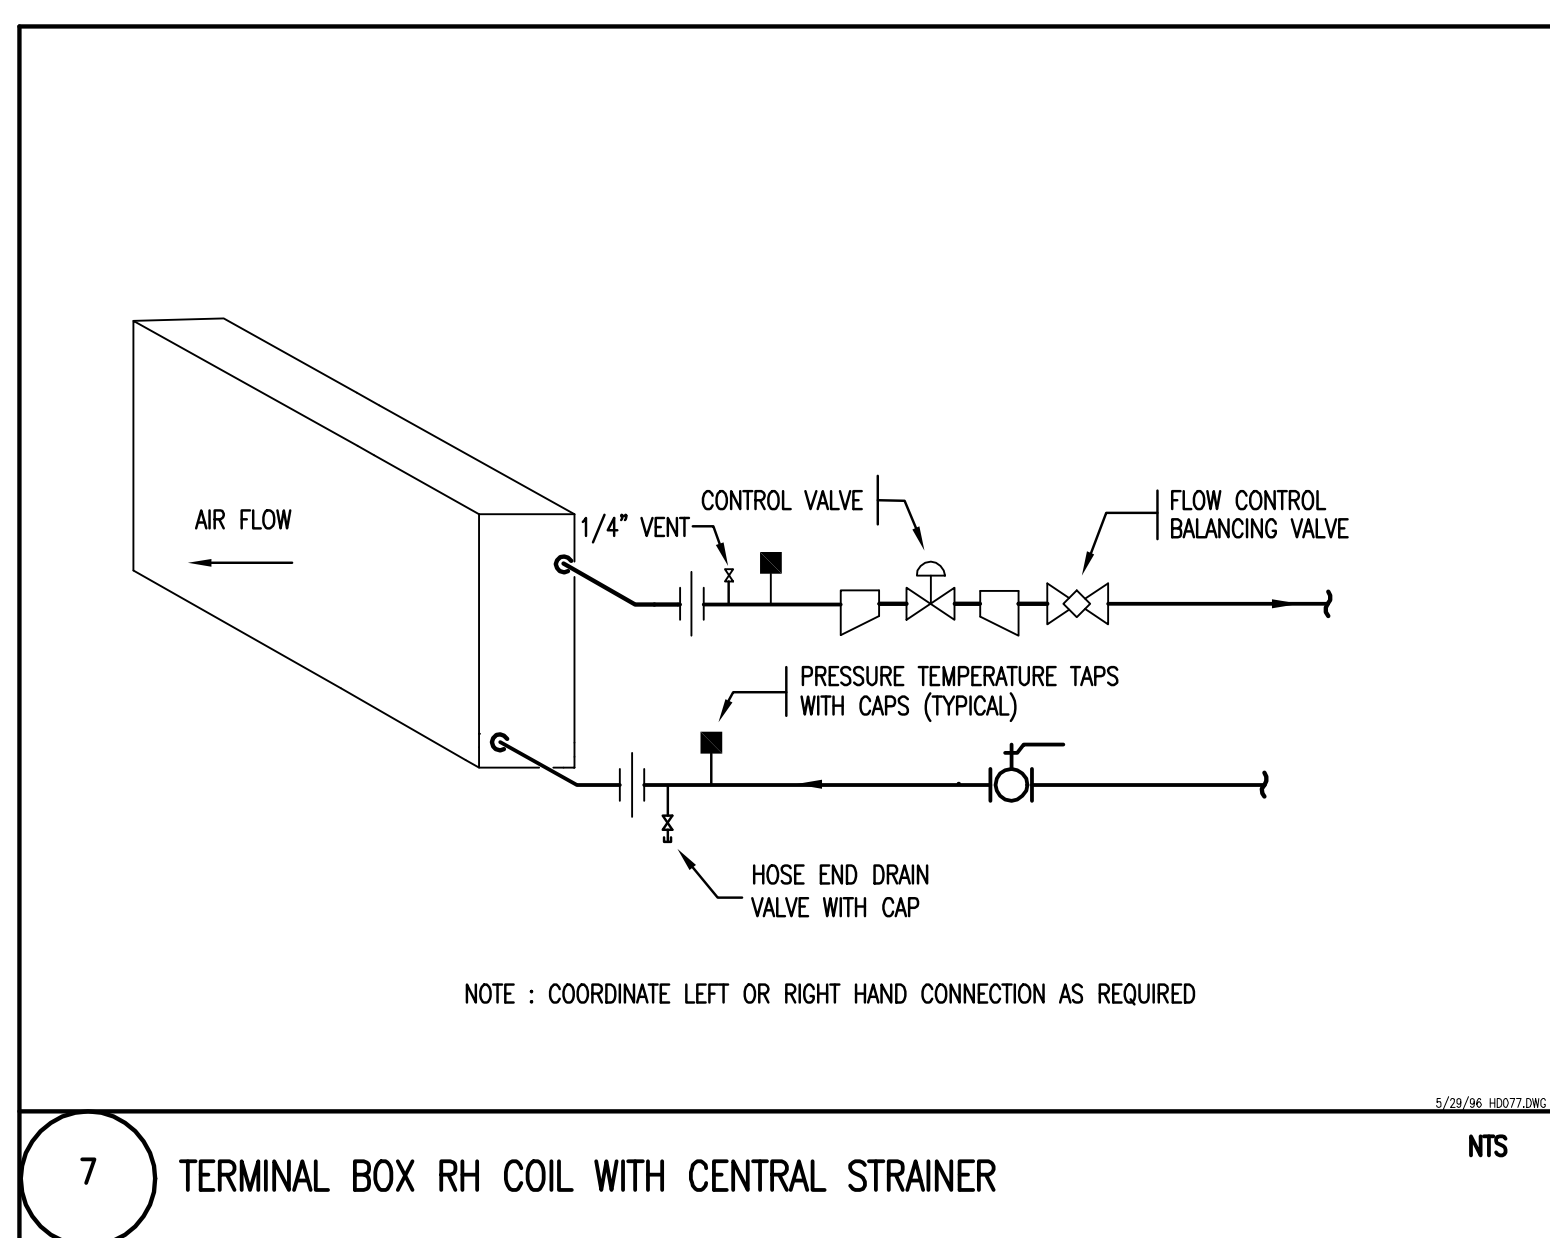 CONTROL VALVE
FLOW CONTROL
BALANCING VALVE
AIR FLOW
1/4" VENT
PRESSURE TEMPERATURE TAPS
WITH CAPS (TYPICAL)
HOSE END DRAIN
VALVE WITH CAP
NOTE : COORDINATE LEFT OR RIGHT HAND CONNECTION AS REQUIRED
5/29/96 HD077.DWG
NTS
7
TERMINAL BOX RH COIL WITH CENTRAL STRAINER